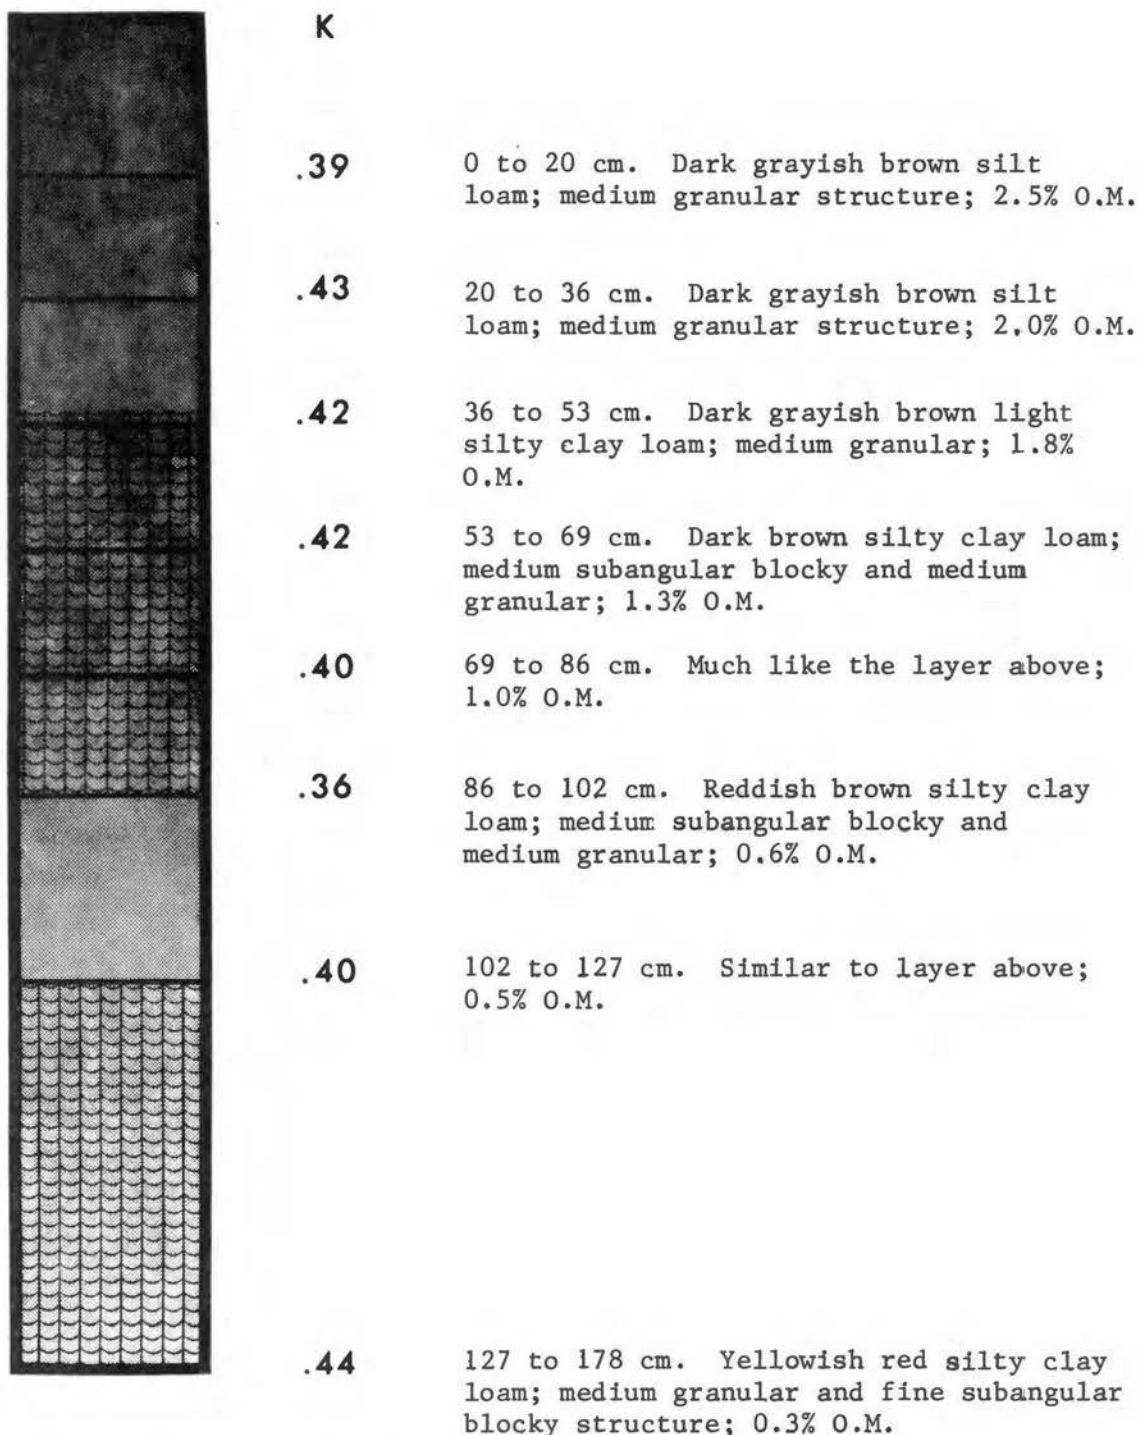 K
.39 0 to 20 cm. Dark grayish brown silt
loam; medium granular structure; 2.5% O.M.
.43 20 to 36 cm. Dark grayish brown silt
loam; medium granular structure; 2.0% O.M.
.42 36 to 53 cm. Dark grayish brown light
silty clay loam; medium granular; 1.8%
O.M.
.42 53 to 69 cm. Dark brown silty clay loam;
medium subangular blocky and medium
granular; 1.3% O.M.
.40 69 to 86 cm. Much like the layer above;
1.0% O.M.
.36 86 to 102 cm. Reddish brown silty clay
loam; medium subangular blocky and
medium granular; 0.6% O.M.
.40 102 to 127 cm. Similar to layer above;
0.5% O.M.
.44 127 to 178 cm. Yellowish red silty clay
loam; medium granular and fine subangular
blocky structure; 0.3% O.M.